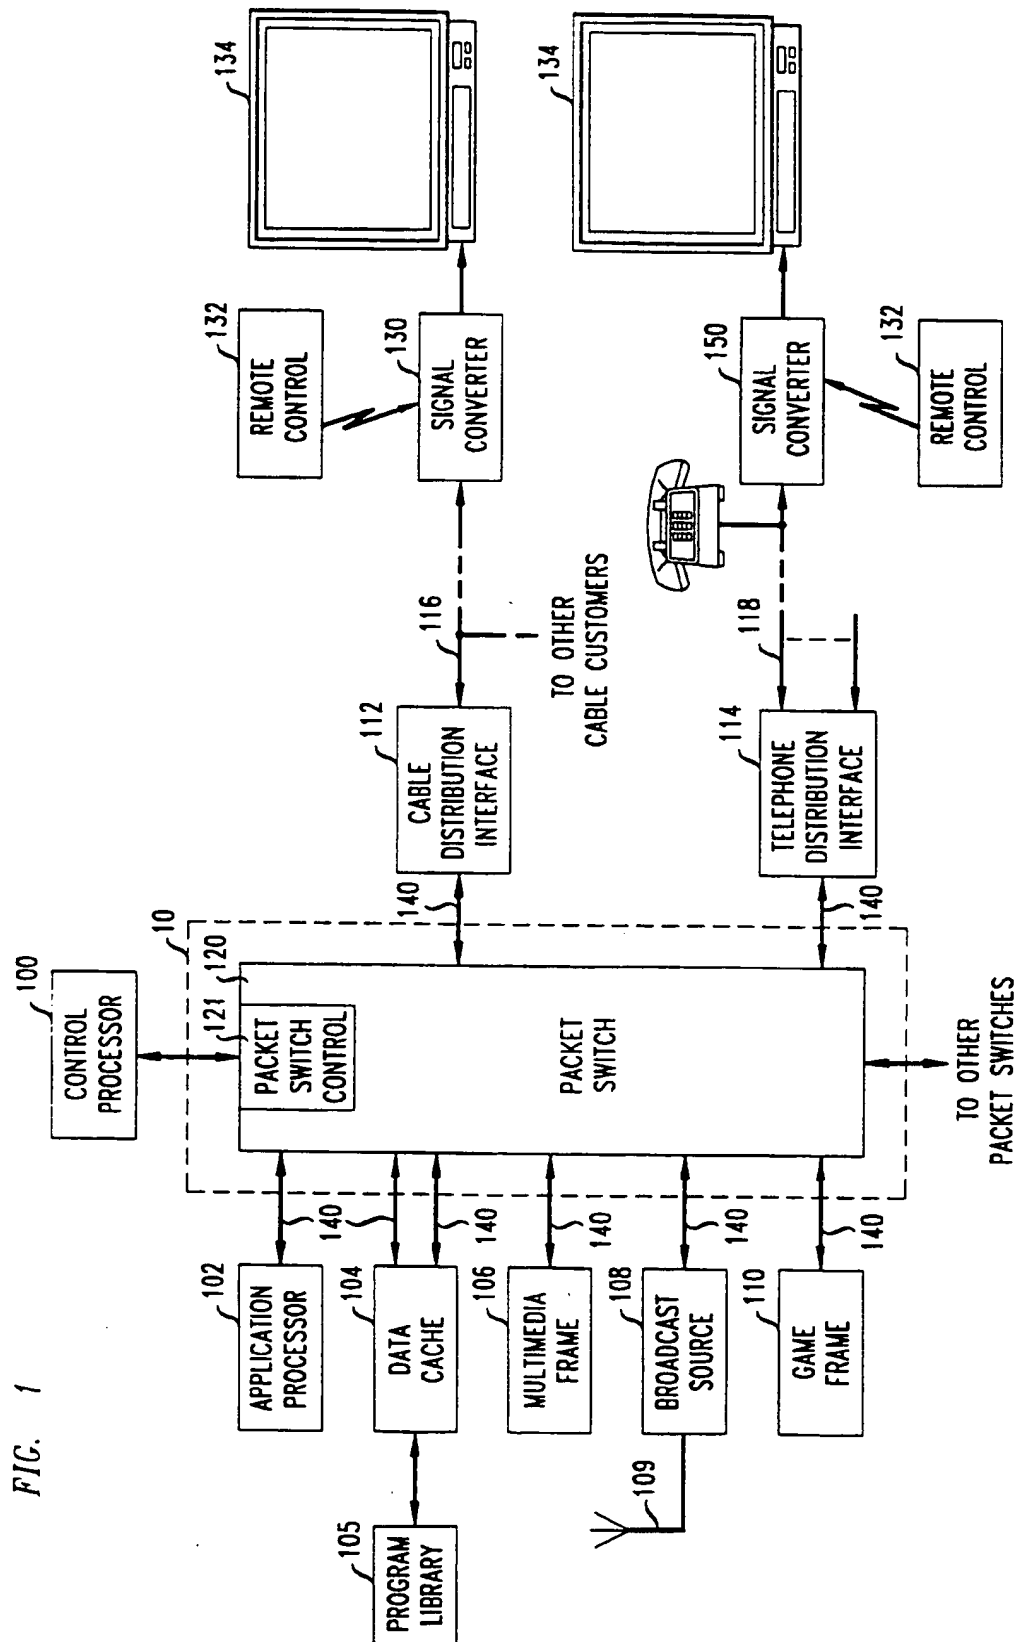 FIG. 1
100
CONTROL
PROCESSOR
10
120
121
PACKET
SWITCH
CONTROL
PACKET
SWITCH
102
APPLICATION
PROCESSOR
140
105
PROGRAM
LIBRARY
104
DATA
CACHE
140
140
106
MULTIMEDIA
FRAME
140
109
108
BROADCAST
SOURCE
140
110
GAME
FRAME
140
TO OTHER
PACKET SWITCHES
140
112
CABLE
DISTRIBUTION
INTERFACE
116
TO OTHER
CABLE CUSTOMERS
132
REMOTE
CONTROL
130
SIGNAL
CONVERTER
134
140
114
TELEPHONE
DISTRIBUTION
INTERFACE
118
150
SIGNAL
CONVERTER
132
REMOTE
CONTROL
134